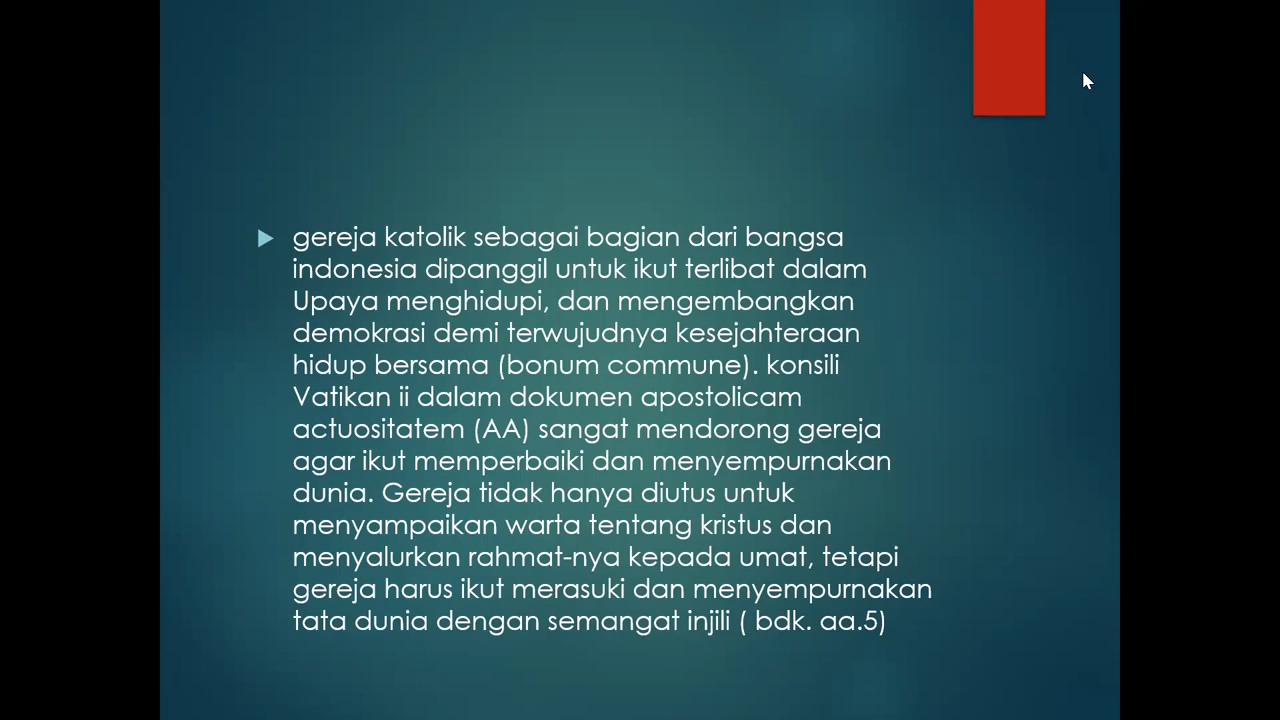 gereja katolik sebagai bagian dari bangsa
indonesia dipanggil untuk ikut terlibat dalam
Upaya menghidupi, dan mengembangkan
demokrasi demi terwujudnya kesejahteraan
hidup bersama (bonum commune). konsili
Vatikan ii dalam dokumen apostolicam
actuositatem (AA) sangat mendorong gereja
agar ikut memperbaiki dan menyempurnakan
dunia. Gereja tidak hanya diutus untuk
menyampaikan warta tentang kristus dan
menyalurkan rahmat-nya kepada umat, tetapi
gereja harus ikut merasuki dan menyempurnakan
tata dunia dengan semangat injili ( bdk. aa.5)